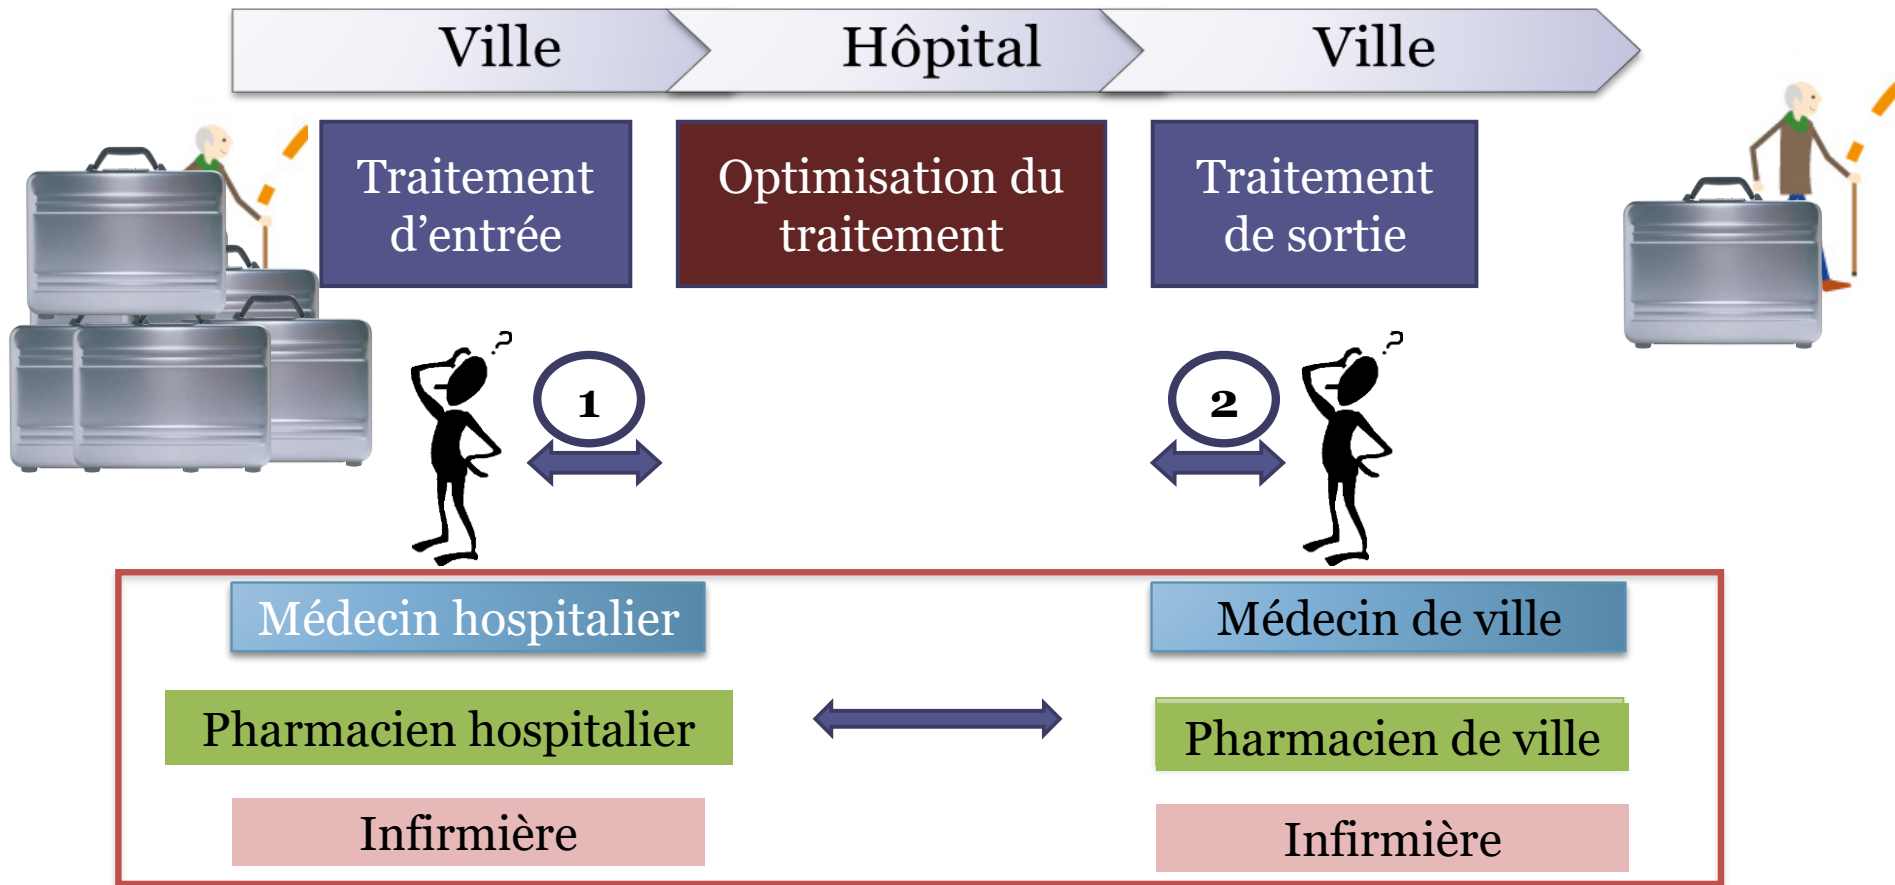 Ville
Hôpital
Ville
Traitement
d’entrée
Optimisation du
traitement
Traitement
de sortie
?
1
2
?
Médecin hospitalier
Médecin de ville
Pharmacien hospitalier
Pharmacien de ville
Infirmière
Infirmière